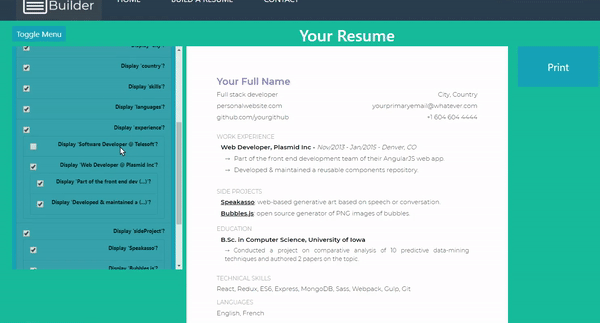 Builder
HOME
BUILD A RESUME
CONTACT
Toggle Menu
Your Resume
Print
Display 'city'?
Display 'country'?
Display 'skills'?
Display 'languages'?
Display 'experience'?
Display 'Software Developer @ Telesoft'?
Display 'Web Developer @ Plasmid Inc'?
Display 'Part of the front end dev (...)'?
Display 'Developed & maintained a (...)'?
Display 'sideProject'?
Display 'Speakasso'?
Display 'Bubbles.js'?
Your Full Name
Full stack developer
City, Country
personalwebsite.com
yourprimaryemail@whatever.com
github.com/yourgithub
+1 604 604 4444
WORK EXPERIENCE
Web Developer, Plasmid Inc - Nov/2013 - Jan/2015 - Denver, CO
→ Part of the front end development team of their AngularJS web app.
→ Developed & maintained a reusable components repository.
SIDE PROJECTS
Speakasso: web-based generative art based on speech or conversation.
Bubbles.js: open source generator of PNG images of bubbles.
EDUCATION
B.Sc. in Computer Science, University of Iowa
→ Conducted a project on comparative analysis of 10 predictive data-mining
techniques and authored 2 papers on the topic.
TECHNICAL SKILLS
React, Redux, ES6, Express, MongoDB, Sass, Webpack, Gulp, Git
LANGUAGES
English, French